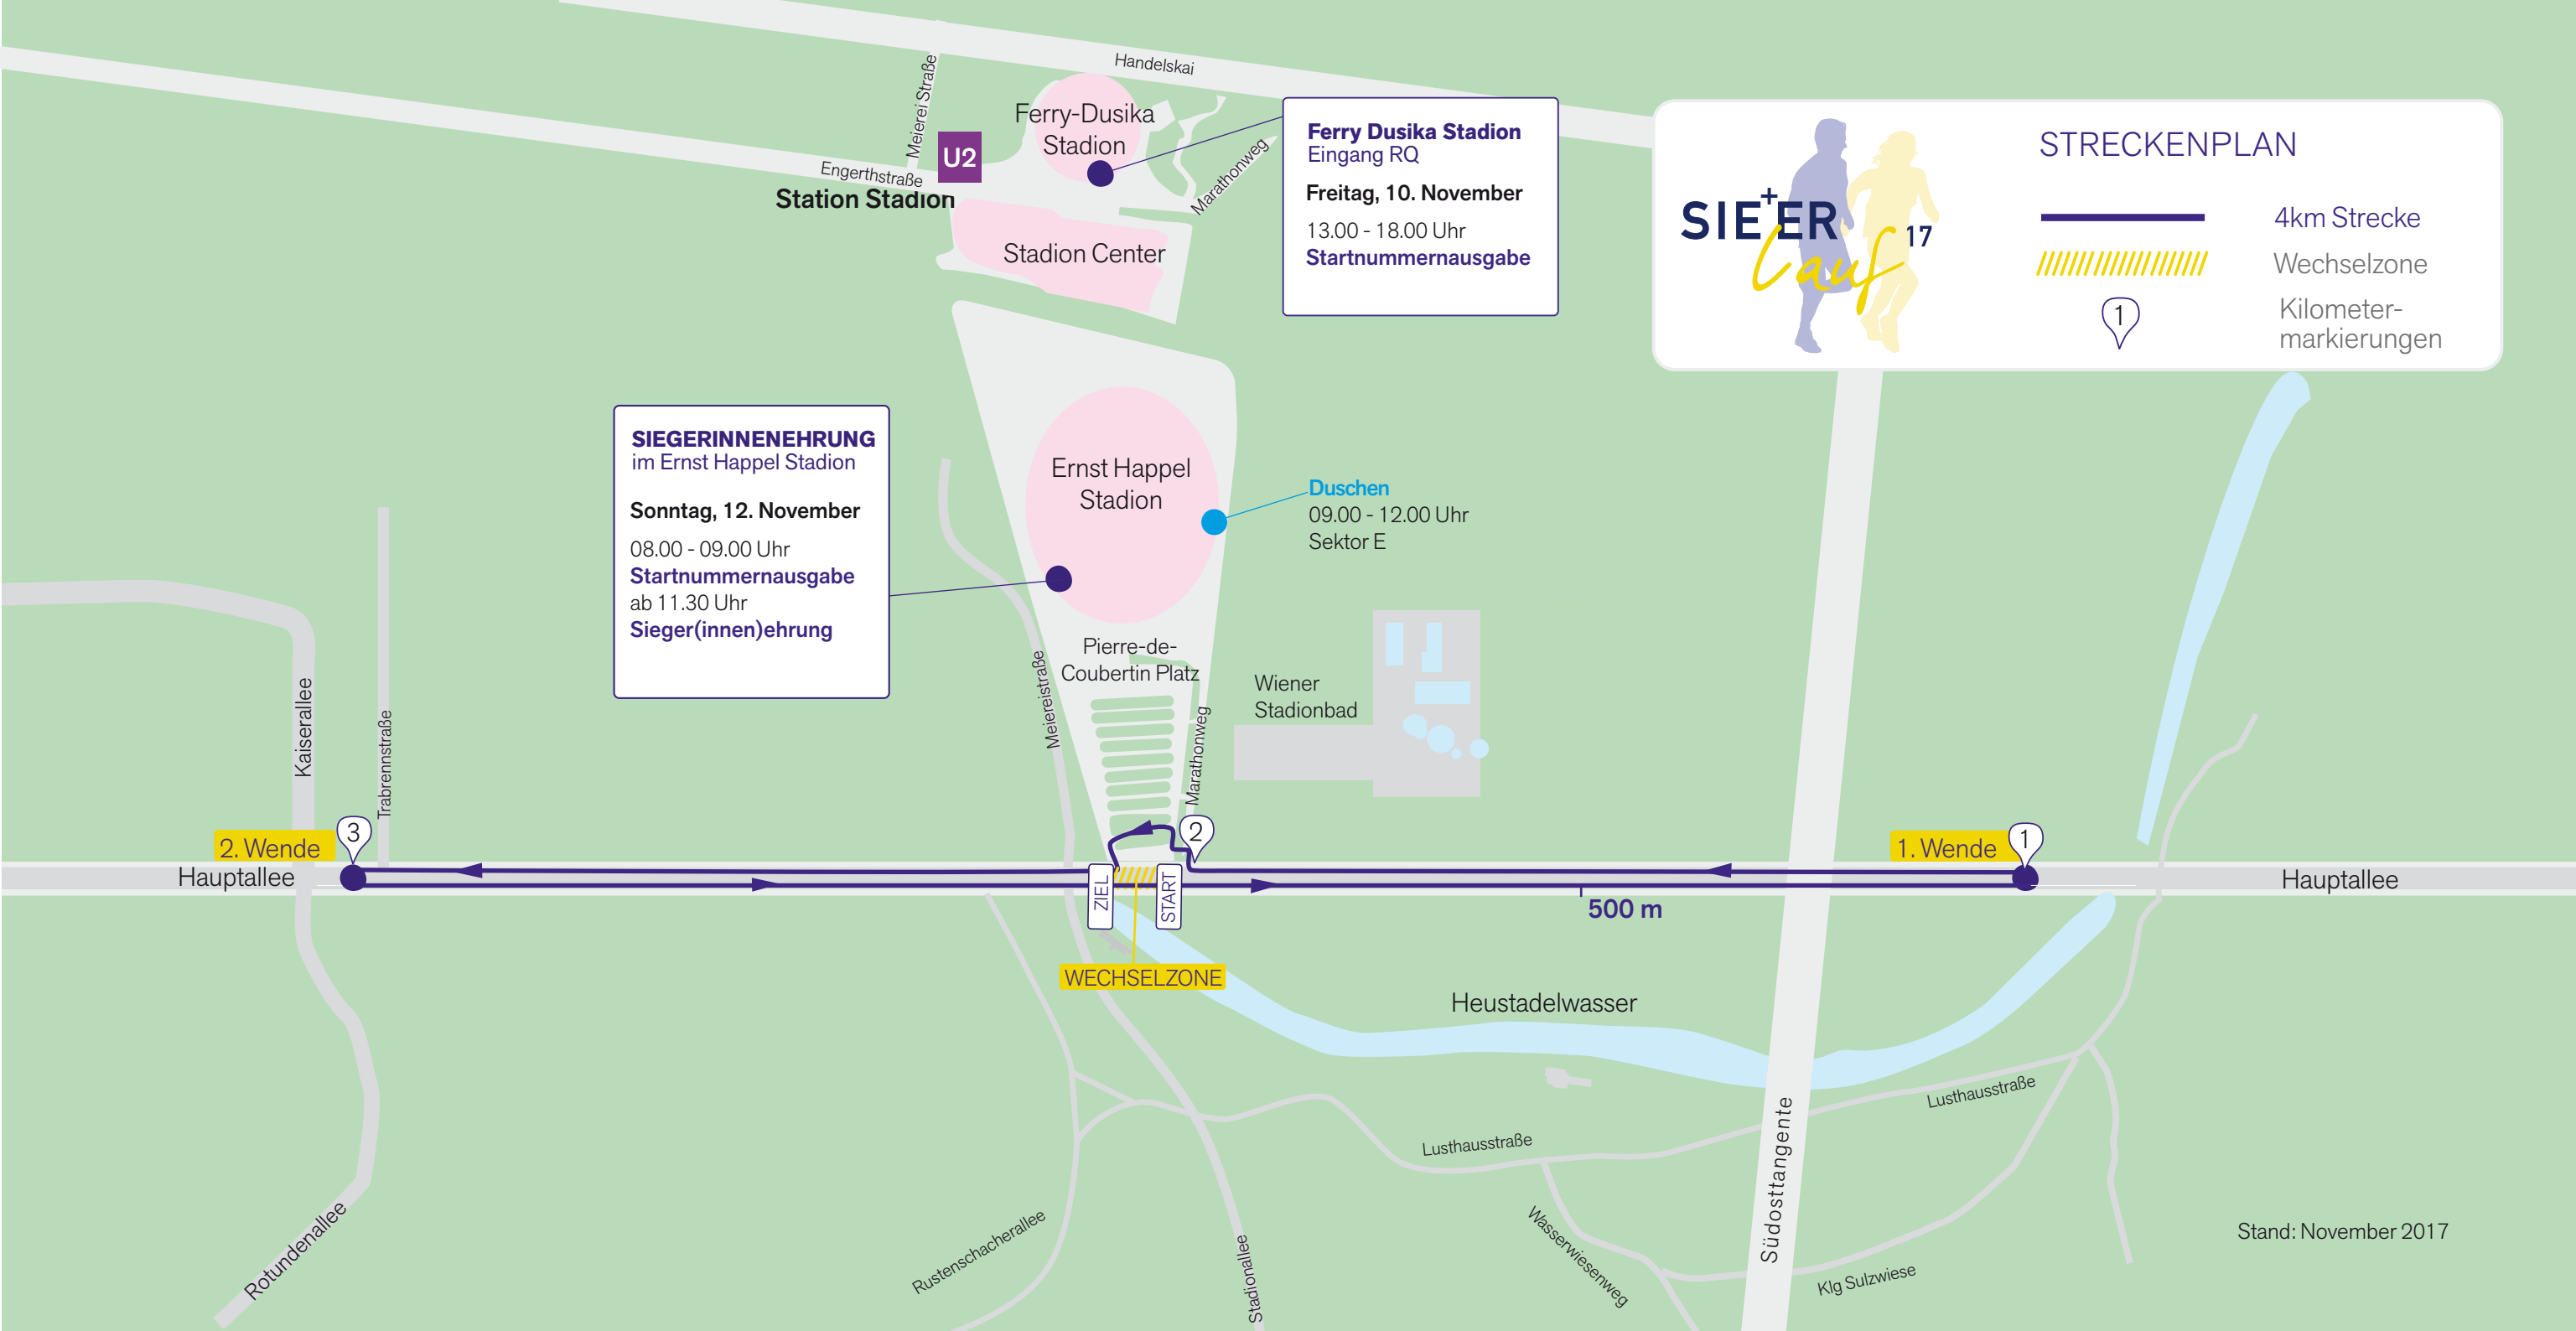 Handelskai
Meierei Straße
Engerthstraße
U2
Station Stadion
Ferry-Dusika
Stadion
Marathonweg
Stadion Center
Ferry Dusika Stadion
Eingang RQ
Freitag, 10. November
13.00 - 18.00 Uhr
Startnummernausgabe
SIE+ER
Lauf 17
STRECKENPLAN
4km Strecke
Wechselzone
1
Kilometer-
markierungen
SIEGERINNENEHRUNG
im Ernst Happel Stadion
Sonntag, 12. November
08.00 - 09.00 Uhr
Startnummernausgabe
ab 11.30 Uhr
Sieger(innen)ehrung
Ernst Happel
Stadion
Duschen
09.00 - 12.00 Uhr
Sektor E
Pierre-de-
Coubertin Platz
Wiener
Stadionbad
Kaiserallee
Trabrennstraße
Meiereistraße
Marathonweg
2. Wende
3
2
1. Wende
1
Hauptallee
ZIEL
START
500 m
Hauptallee
WECHSELZONE
Heustadelwasser
Lusthausstraße
Lusthausstraße
Südosttangente
Rotundenallee
Rustenschacherallee
Stadionallee
Wasserwiesenweg
Klg Sulzwiese
Stand: November 2017